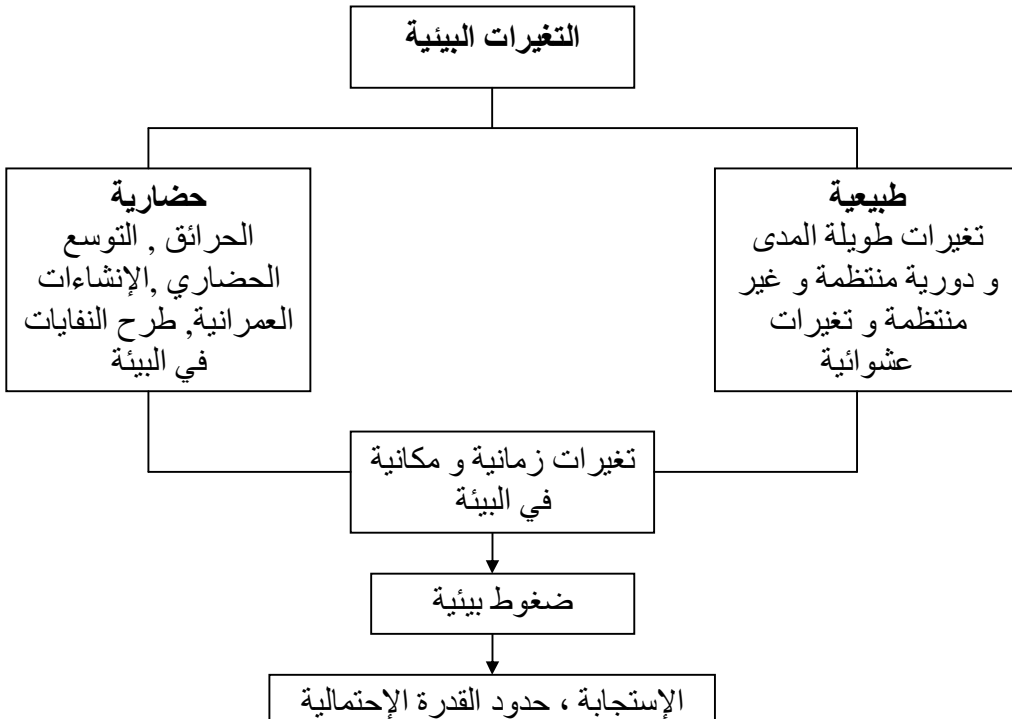 التغيرات البيئية
طبيعية
تغيرات طويلة المدى
و دورية منتظمة و غير
منتظمة و تغيرات
عشوائية
حضارية
الحرائق , التوسع
الحضاري ,الإنشاءات
العمرانية, طرح النفايات
في البيئة
تغيرات زمانية و مكانية
في البيئة
ضغوط بيئية
الإستجابة ، حدود القدرة الإحتمالية